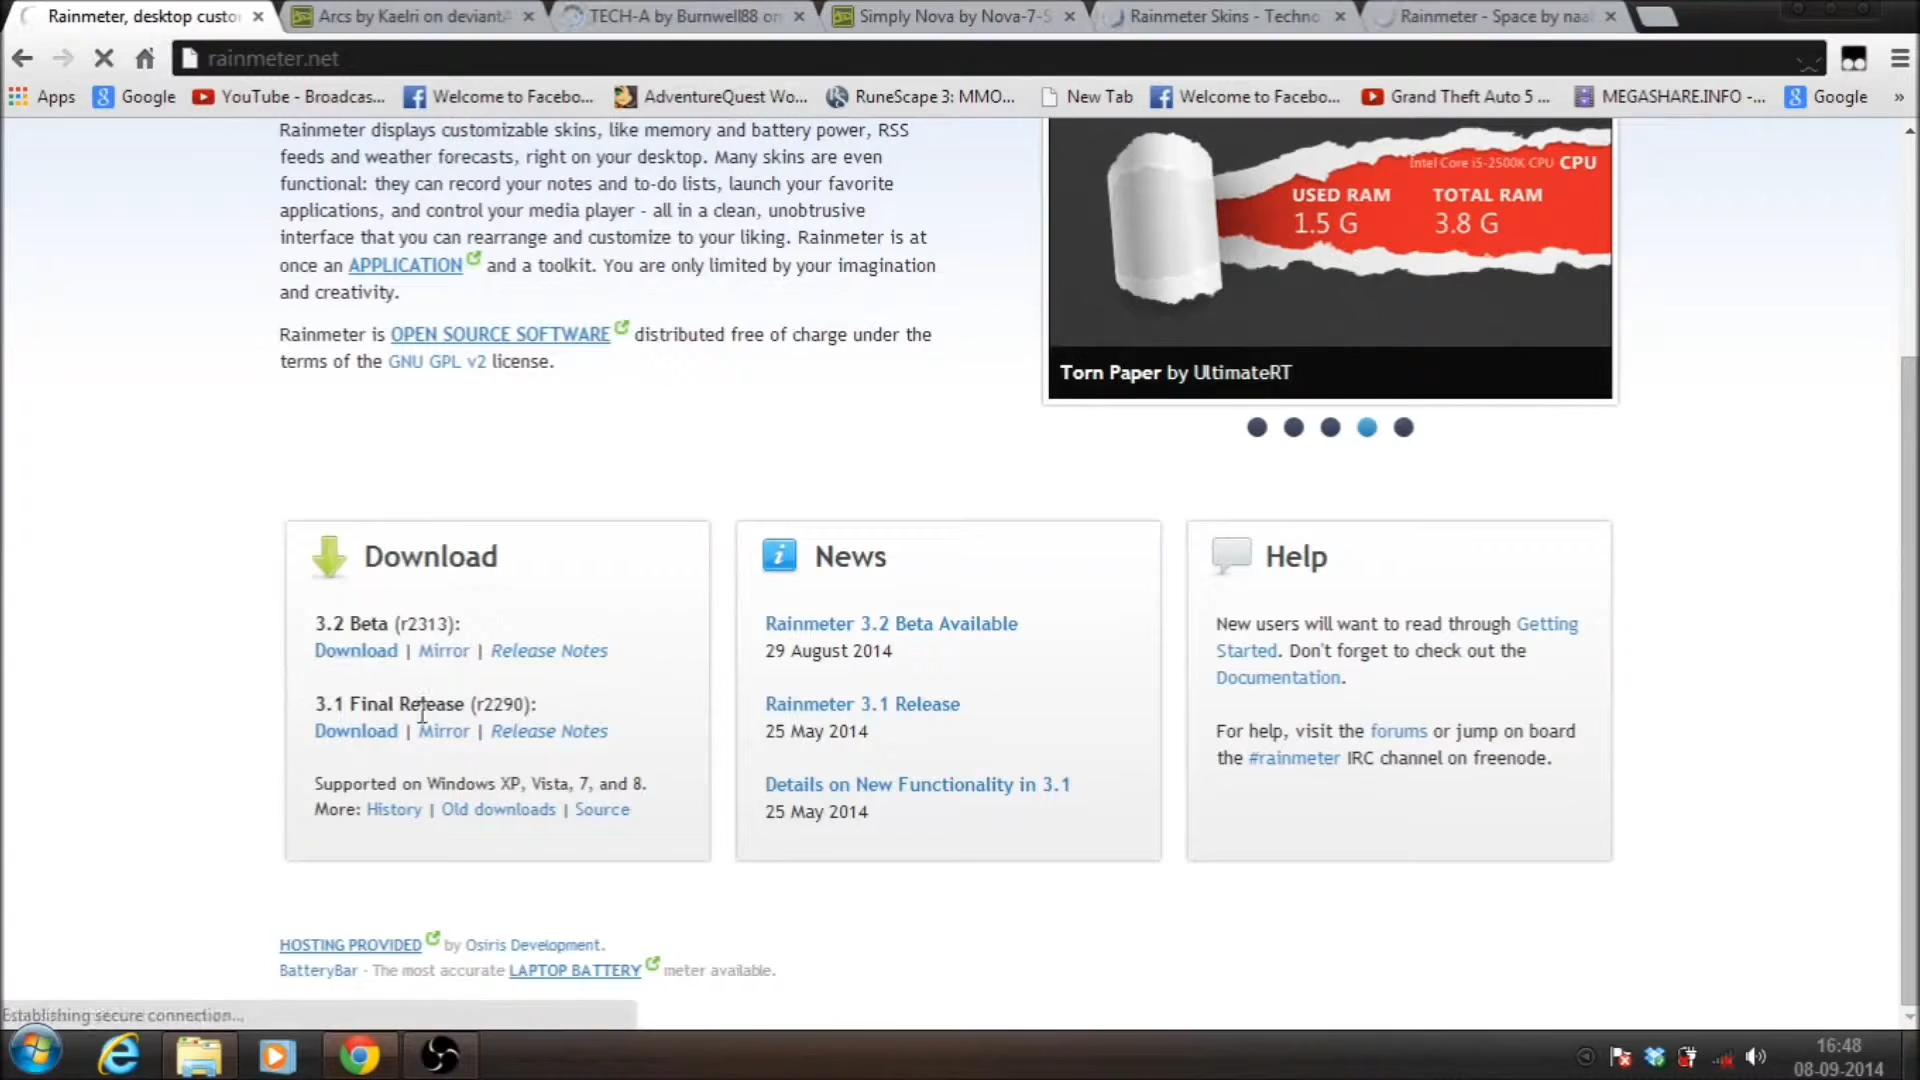 Rainmeter, desktop custo
Arcs by Kaelri on deviantA
TECH-A by Burnwell88 on
Simply Nova by Nova-7-S
Rainmeter Skins - Techno
Rainmeter - Space by naa
rainmeter.net
Apps
Google
YouTube - Broadcas...
Welcome to Facebo...
AdventureQuest Wo...
RuneScape 3: MMO...
New Tab
Welcome to Facebo...
Grand Theft Auto 5 ...
MEGASHARE.INFO -...
Google
»
Rainmeter displays customizable skins, like memory and battery power, RSS
feeds and weather forecasts, right on your desktop. Many skins are even
functional: they can record your notes and to-do lists, launch your favorite
applications, and control your media player - all in a clean, unobtrusive
interface that you can rearrange and customize to your liking. Rainmeter is at
once an APPLICATION and a toolkit. You are only limited by your imagination
and creativity.
Rainmeter is OPEN SOURCE SOFTWARE distributed free of charge under the
terms of the GNU GPL v2 license.
Intel Core i5-2500K CPU CPU
USED RAM TOTAL RAM
1.5 G 3.8 G
Torn Paper by UltimateRT
Download
3.2 Beta (r2313):
Download | Mirror | Release Notes
3.1 Final Release (r2290):
Download | Mirror | Release Notes
Supported on Windows XP, Vista, 7, and 8.
More: History | Old downloads | Source
News
Rainmeter 3.2 Beta Available
29 August 2014
Rainmeter 3.1 Release
25 May 2014
Details on New Functionality in 3.1
25 May 2014
Help
New users will want to read through Getting
Started. Don't forget to check out the
Documentation.
For help, visit the forums or jump on board
the #rainmeter IRC channel on freenode.
HOSTING PROVIDED by Osiris Development.
BatteryBar - The most accurate LAPTOP BATTERY meter available.
Establishing secure connection...
16:48
08-09-2014